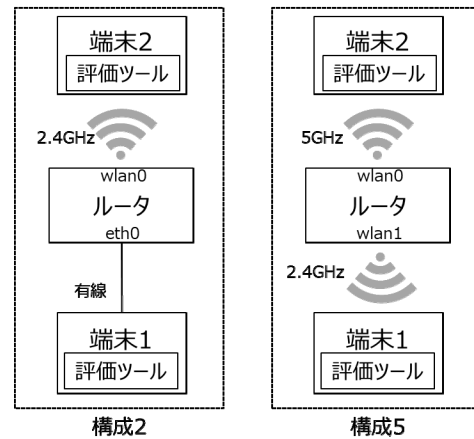 端末2
評価ツール
2.4GHz
wlan0
ルータ
eth0
有線
端末1
評価ツール
構成2
端末2
評価ツール
5GHz
wlan0
ルータ
wlan1
2.4GHz
端末1
評価ツール
構成5